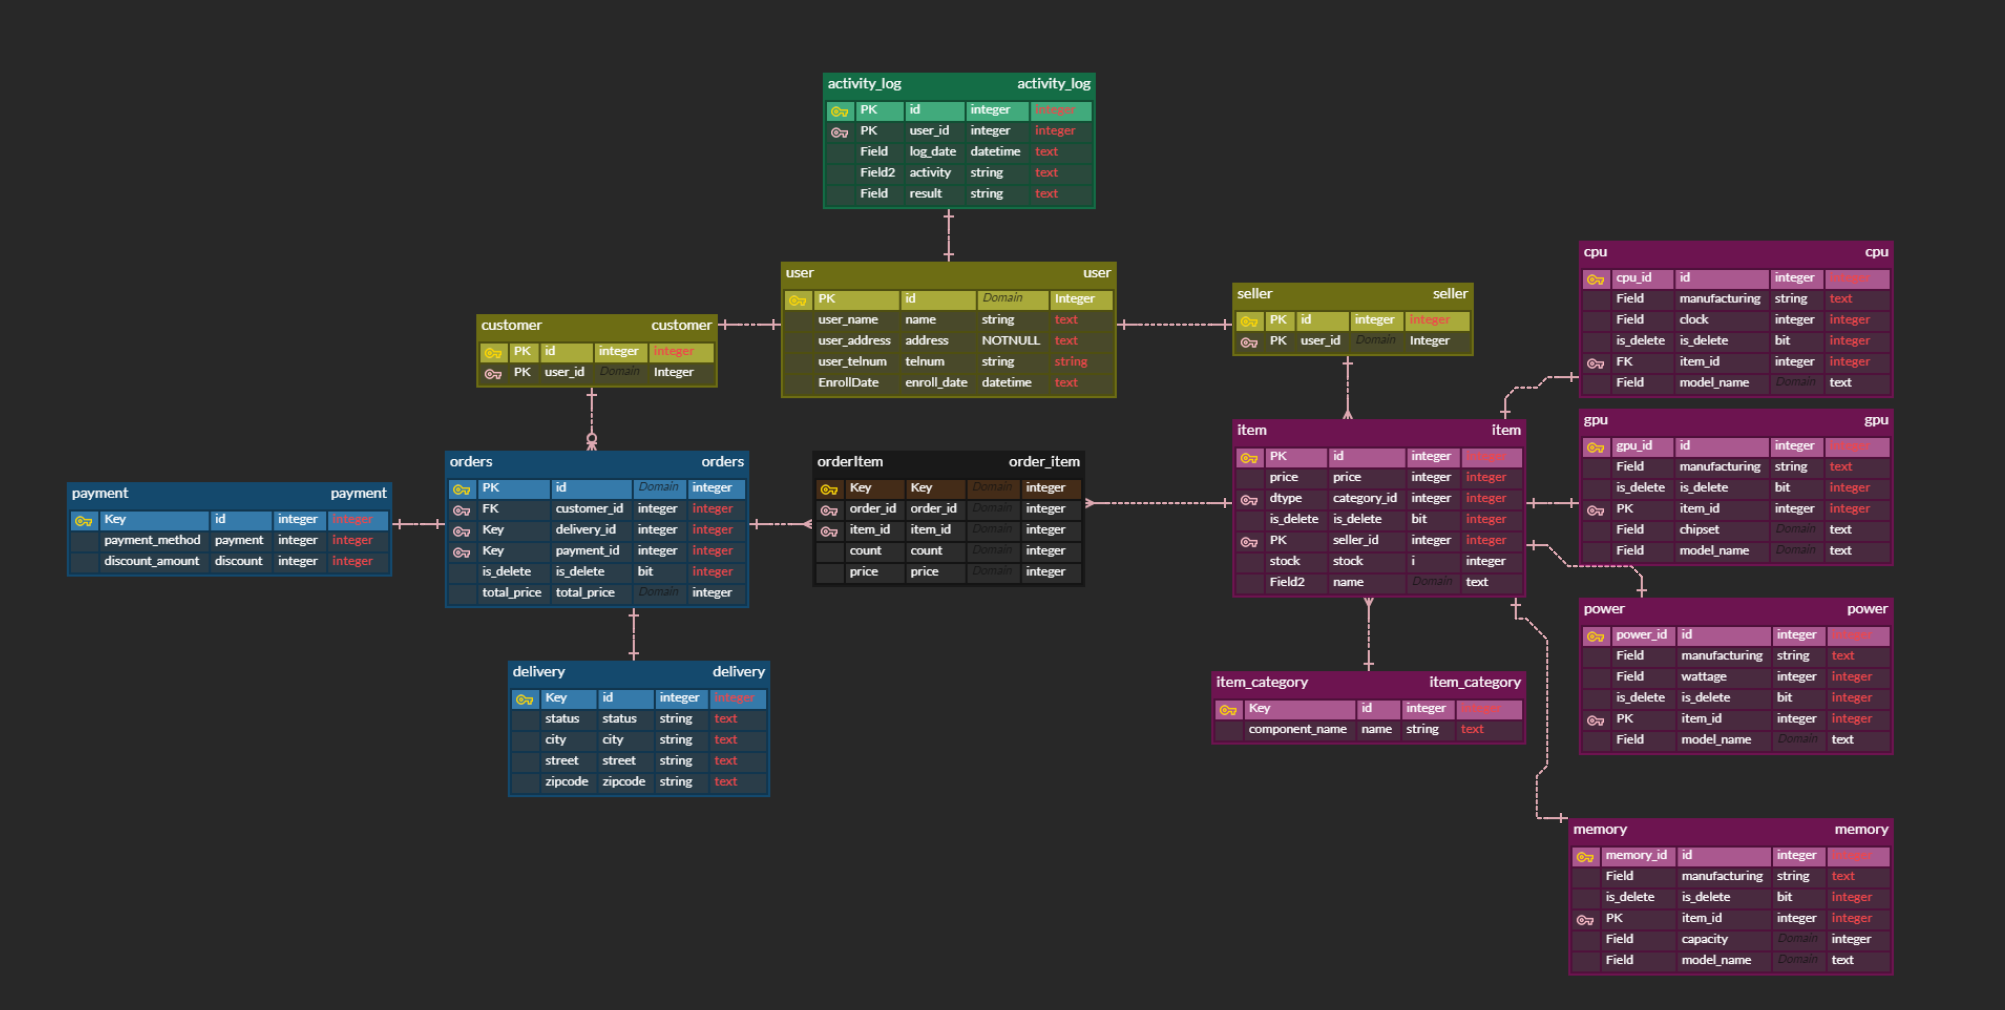 activity_log activity_log
PK id integer integer
PK user_id integer integer
Field log_date datetime text
Field2 activity string text
Field result string text
user user
PK id Domain Integer
user_name name string text
user_address address NOTNULL text
user_telnum telnum string string
EnrollDate enroll_date datetime text
customer customer
PK id integer integer
PK user_id Domain Integer
seller seller
PK id integer integer
PK user_id Domain Integer
cpu cpu
cpu_id id integer integer
Field manufacturing string text
Field clock integer integer
is_delete is_delete bit integer
FK item_id integer integer
Field model_name Domain text
gpu gpu
gpu_id id integer integer
Field manufacturing string text
is_delete is_delete bit integer
PK item_id integer integer
Field chipset Domain text
Field model_name Domain text
item item
PK id integer integer
price price integer integer
dtype category_id integer integer
is_delete is_delete bit integer
PK seller_id integer integer
stock stock i integer
Field2 name Domain text
orders orders
PK id Domain integer
FK customer_id integer integer
Key delivery_id integer integer
Key payment_id integer integer
is_delete is_delete bit integer
total_price total_price Domain integer
orderItem order_item
Key Key Domain integer
order_id order_id Domain integer
item_id item_id Domain integer
count count Domain integer
price price Domain integer
payment payment
Key id integer integer
payment_method payment integer integer
discount_amount discount integer integer
delivery delivery
Key id integer integer
status status string text
city city string text
street street string text
zipcode zipcode string text
item_category item_category
Key id integer integer
component_name name string text
power power
power_id id integer integer
Field manufacturing string text
Field wattage integer integer
is_delete is_delete bit integer
PK item_id integer integer
Field model_name Domain text
memory memory
memory_id id integer integer
Field manufacturing string text
is_delete is_delete bit integer
PK item_id integer integer
Field capacity Domain integer
Field model_name Domain text